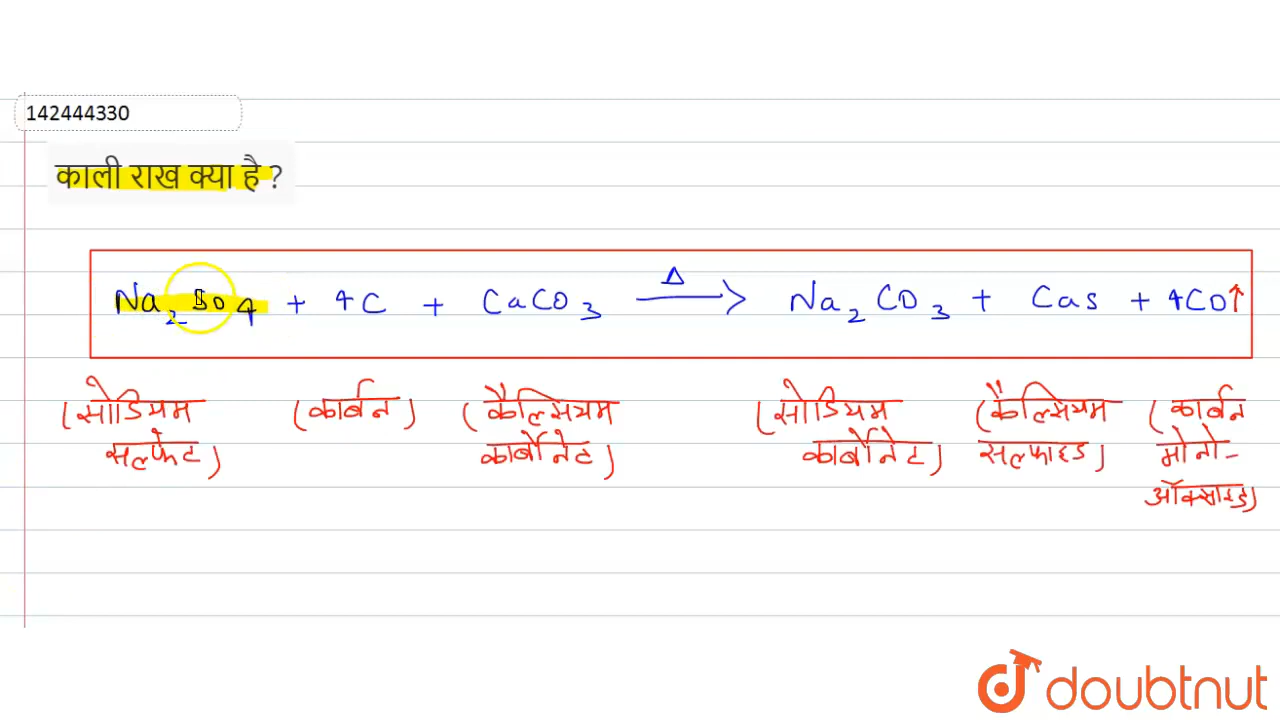 142444330
काली राख क्या है ?
Na₂SO₄ + 4C + CaCO₃ —Δ—> Na₂CO₃ + Cas + 4CO↑
(सोडियम (कार्बन) (कैल्सियम (सोडियम (कैल्सियम (कार्बन
सल्फेट) कार्बोनेट) कार्बोनेट) सल्फाइड) मोनो-
ऑक्साइड)
doubtnut